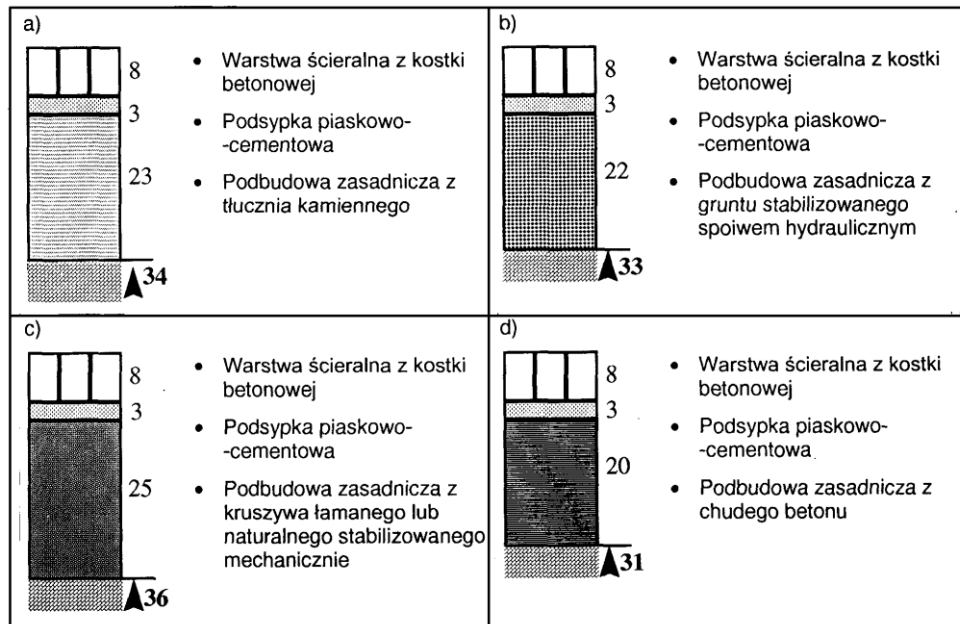 a)
8
3
23
34
• Warstwa ścieralna z kostki
betonowej
• Podsypka piaskowo-
-cementowa
• Podbudowa zasadnicza z
tłucznia kamiennego
b)
8
3
22
33
• Warstwa ścieralna z kostki
betonowej
• Podsypka piaskowo-
-cementowa
• Podbudowa zasadnicza z
gruntu stabilizowanego
spoiwem hydraulicznym
c)
8
3
25
36
• Warstwa ścieralna z kostki
betonowej
• Podsypka piaskowo-
-cementowa
• Podbudowa zasadnicza z
kruszywa łamanego lub
naturalnego stabilizowanego
mechanicznie
d)
8
3
20
31
• Warstwa ścieralna z kostki
betonowej
• Podsypka piaskowo-
-cementowa
• Podbudowa zasadnicza z
chudego betonu